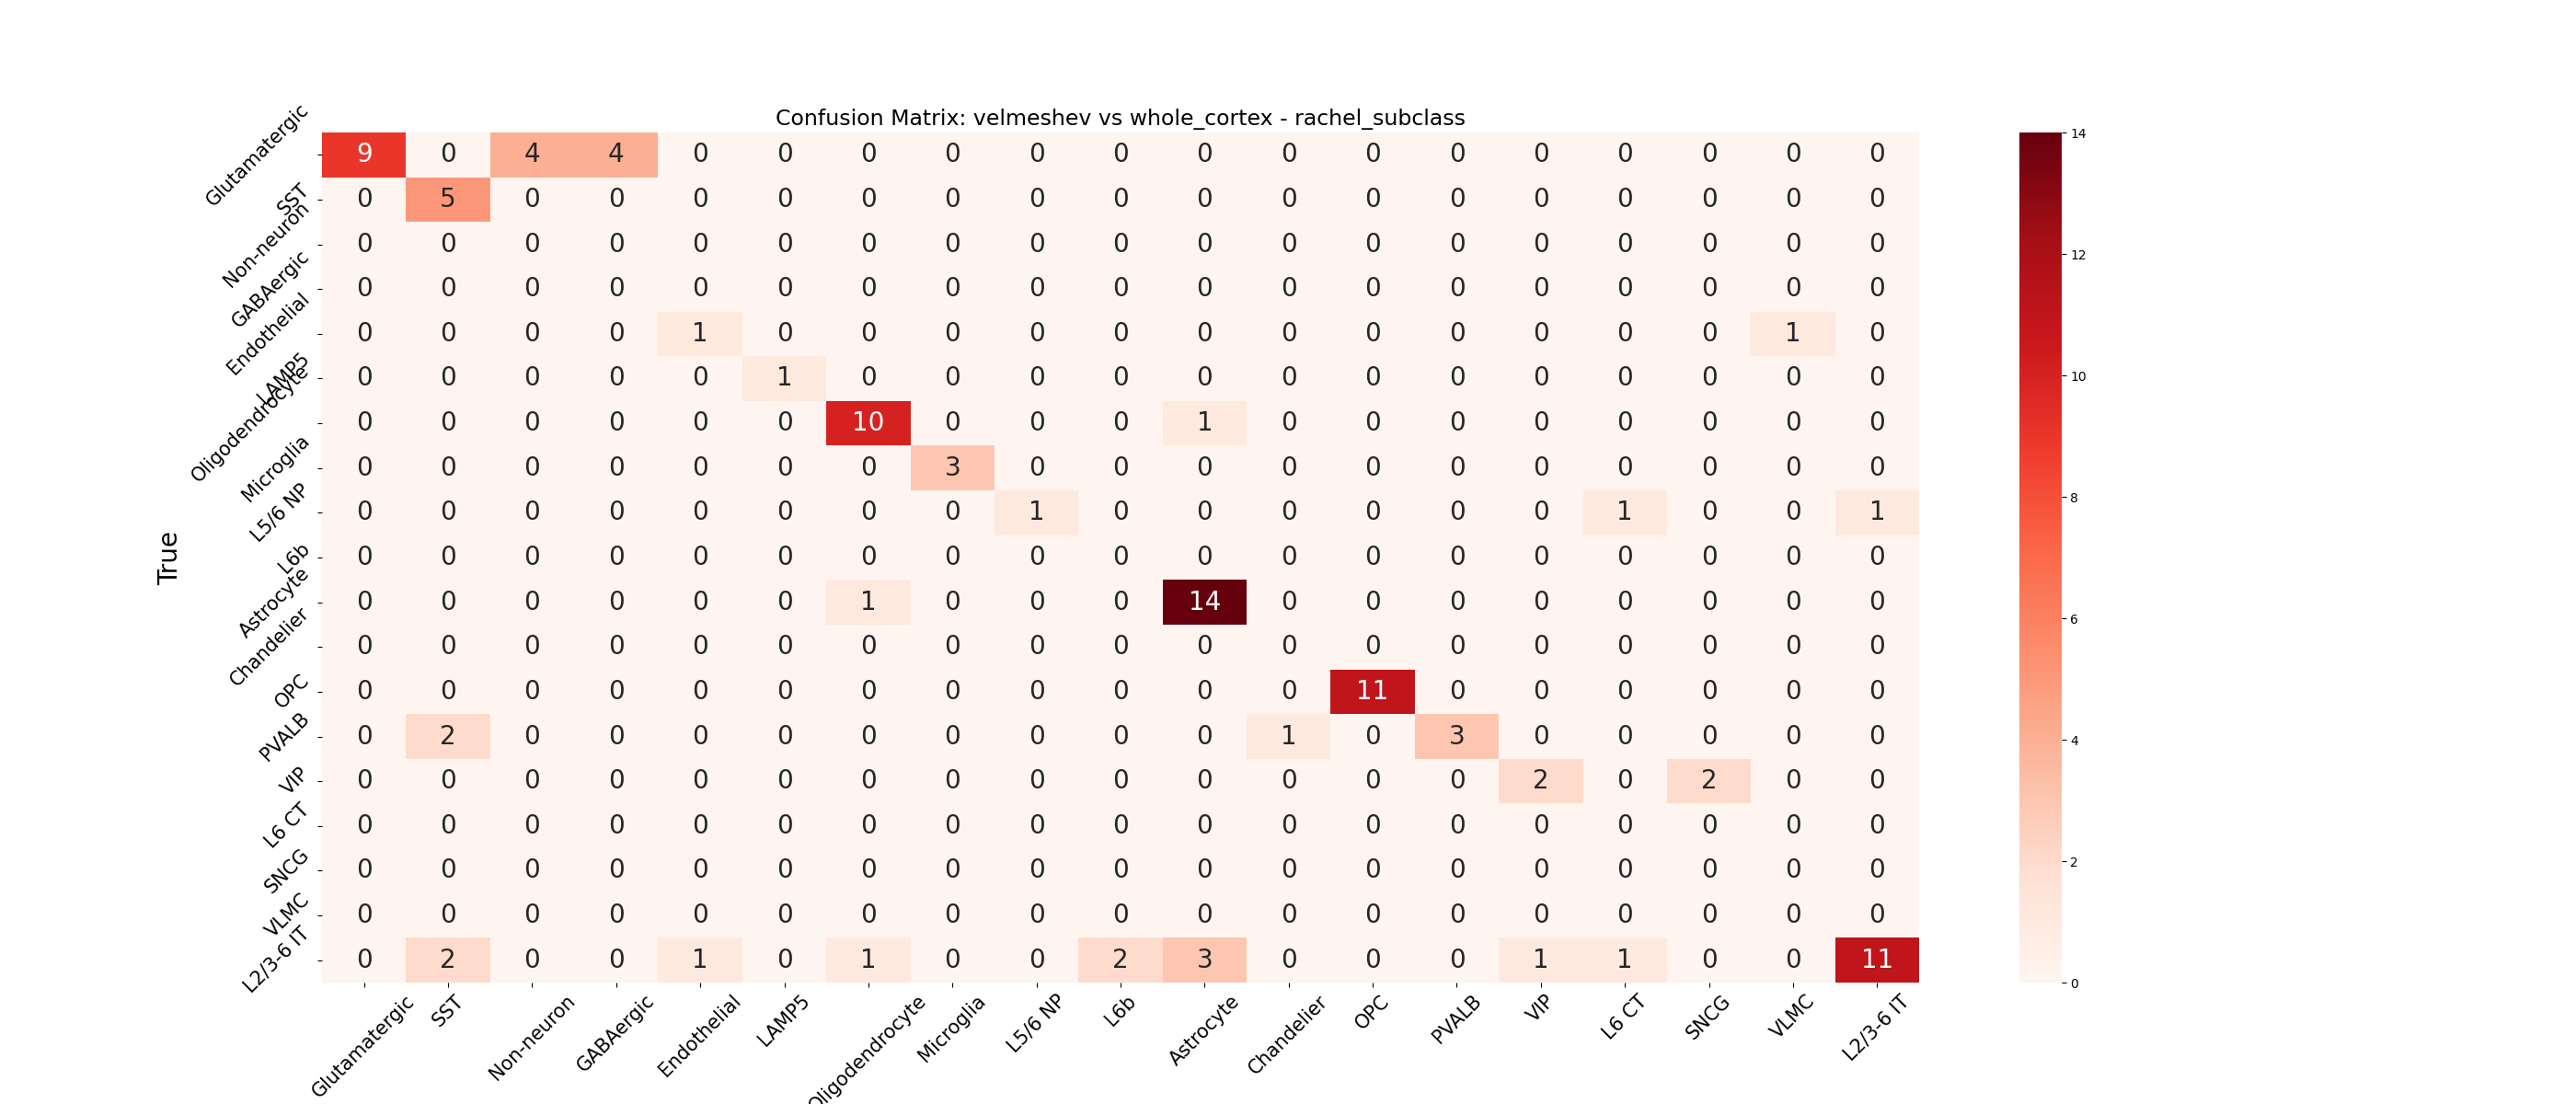 Confusion Matrix: velmeshev vs whole_cortex - rachel_subclass
True
Glutamatergic 9 0 4 4 0 0 0 0 0 0 0 0 0 0 0 0 0 0 0
SST 0 5 0 0 0 0 0 0 0 0 0 0 0 0 0 0 0 0 0
Non-neuron 0 0 0 0 0 0 0 0 0 0 0 0 0 0 0 0 0 0 0
GABAergic 0 0 0 0 0 0 0 0 0 0 0 0 0 0 0 0 0 0 0
Endothelial 0 0 0 0 1 0 0 0 0 0 0 0 0 0 0 0 0 1 0
LAMP5 0 0 0 0 0 1 0 0 0 0 0 0 0 0 0 0 0 0 0
Oligodendrocyte 0 0 0 0 0 0 10 0 0 0 1 0 0 0 0 0 0 0 0
Microglia 0 0 0 0 0 0 0 3 0 0 0 0 0 0 0 0 0 0 0
L5/6 NP 0 0 0 0 0 0 0 0 1 0 0 0 0 0 0 1 0 0 1
L6b 0 0 0 0 0 0 0 0 0 0 0 0 0 0 0 0 0 0 0
Astrocyte 0 0 0 0 0 0 1 0 0 0 14 0 0 0 0 0 0 0 0
Chandelier 0 0 0 0 0 0 0 0 0 0 0 0 0 0 0 0 0 0 0
OPC 0 0 0 0 0 0 0 0 0 0 0 0 11 0 0 0 0 0 0
PVALB 0 2 0 0 0 0 0 0 0 0 0 1 0 3 0 0 0 0 0
VIP 0 0 0 0 0 0 0 0 0 0 0 0 0 0 2 0 2 0 0
L6 CT 0 0 0 0 0 0 0 0 0 0 0 0 0 0 0 0 0 0 0
SNCG 0 0 0 0 0 0 0 0 0 0 0 0 0 0 0 0 0 0 0
VLMC 0 0 0 0 0 0 0 0 0 0 0 0 0 0 0 0 0 0 0
L2/3-6 IT 0 2 0 0 1 0 1 0 0 2 3 0 0 0 1 1 0 0 11
Glutamatergic SST Non-neuron GABAergic Endothelial LAMP5 Oligodendrocyte Microglia L5/6 NP L6b Astrocyte Chandelier OPC PVALB VIP L6 CT SNCG VLMC L2/3-6 IT
14
12
10
8
6
4
2
0